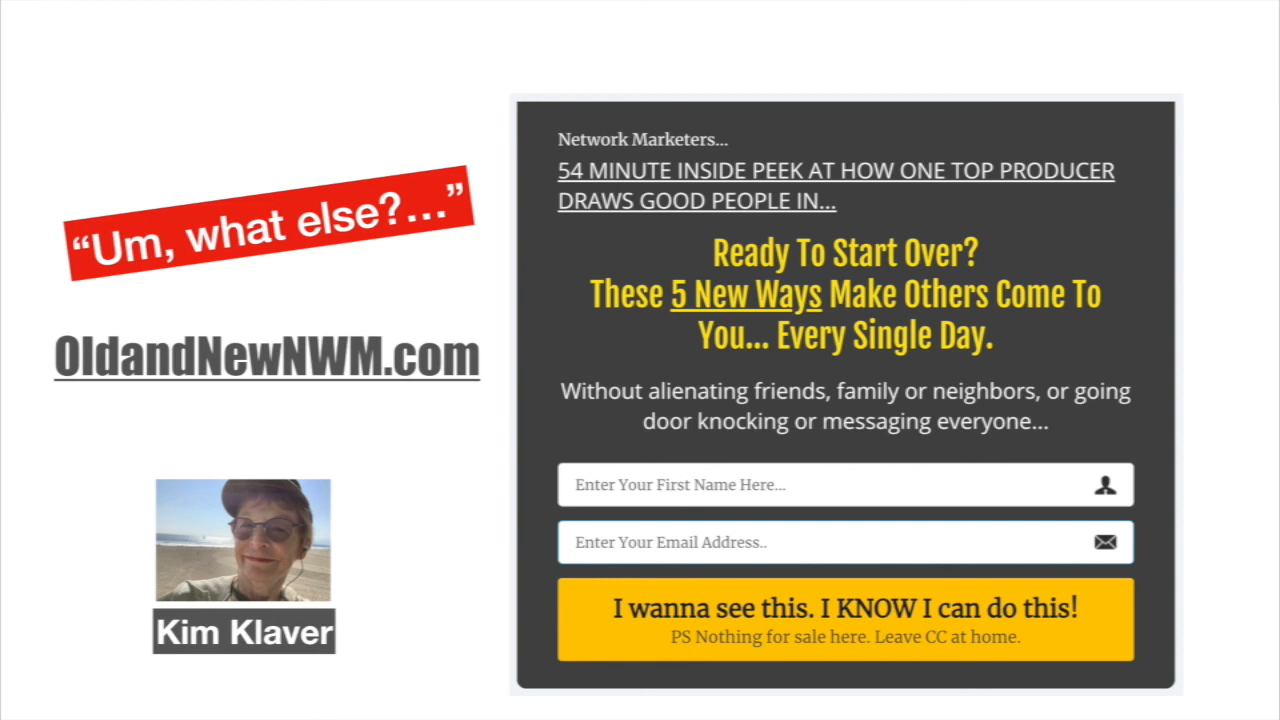 “Um, what else?...”
OldandNewNWM.com
Kim Klaver
Network Marketers...
54 MINUTE INSIDE PEEK AT HOW ONE TOP PRODUCER
DRAWS GOOD PEOPLE IN...
Ready To Start Over?
These 5 New Ways Make Others Come To
You... Every Single Day.
Without alienating friends, family or neighbors, or going
door knocking or messaging everyone...
Enter Your First Name Here...
Enter Your Email Address..
I wanna see this. I KNOW I can do this!
PS Nothing for sale here. Leave CC at home.